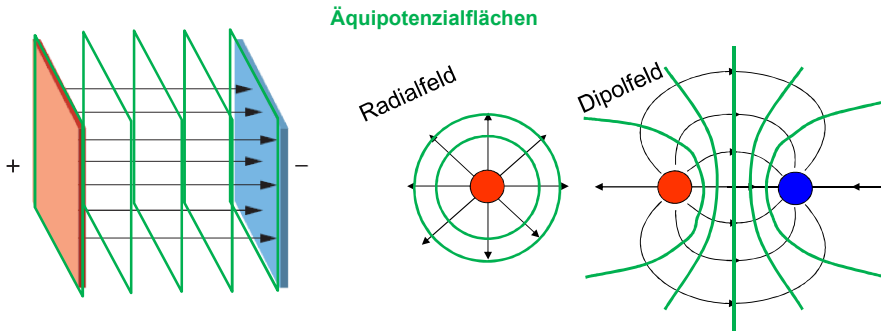 Äquipotenzialflächen
Radialfeld
Dipolfeld
+
–